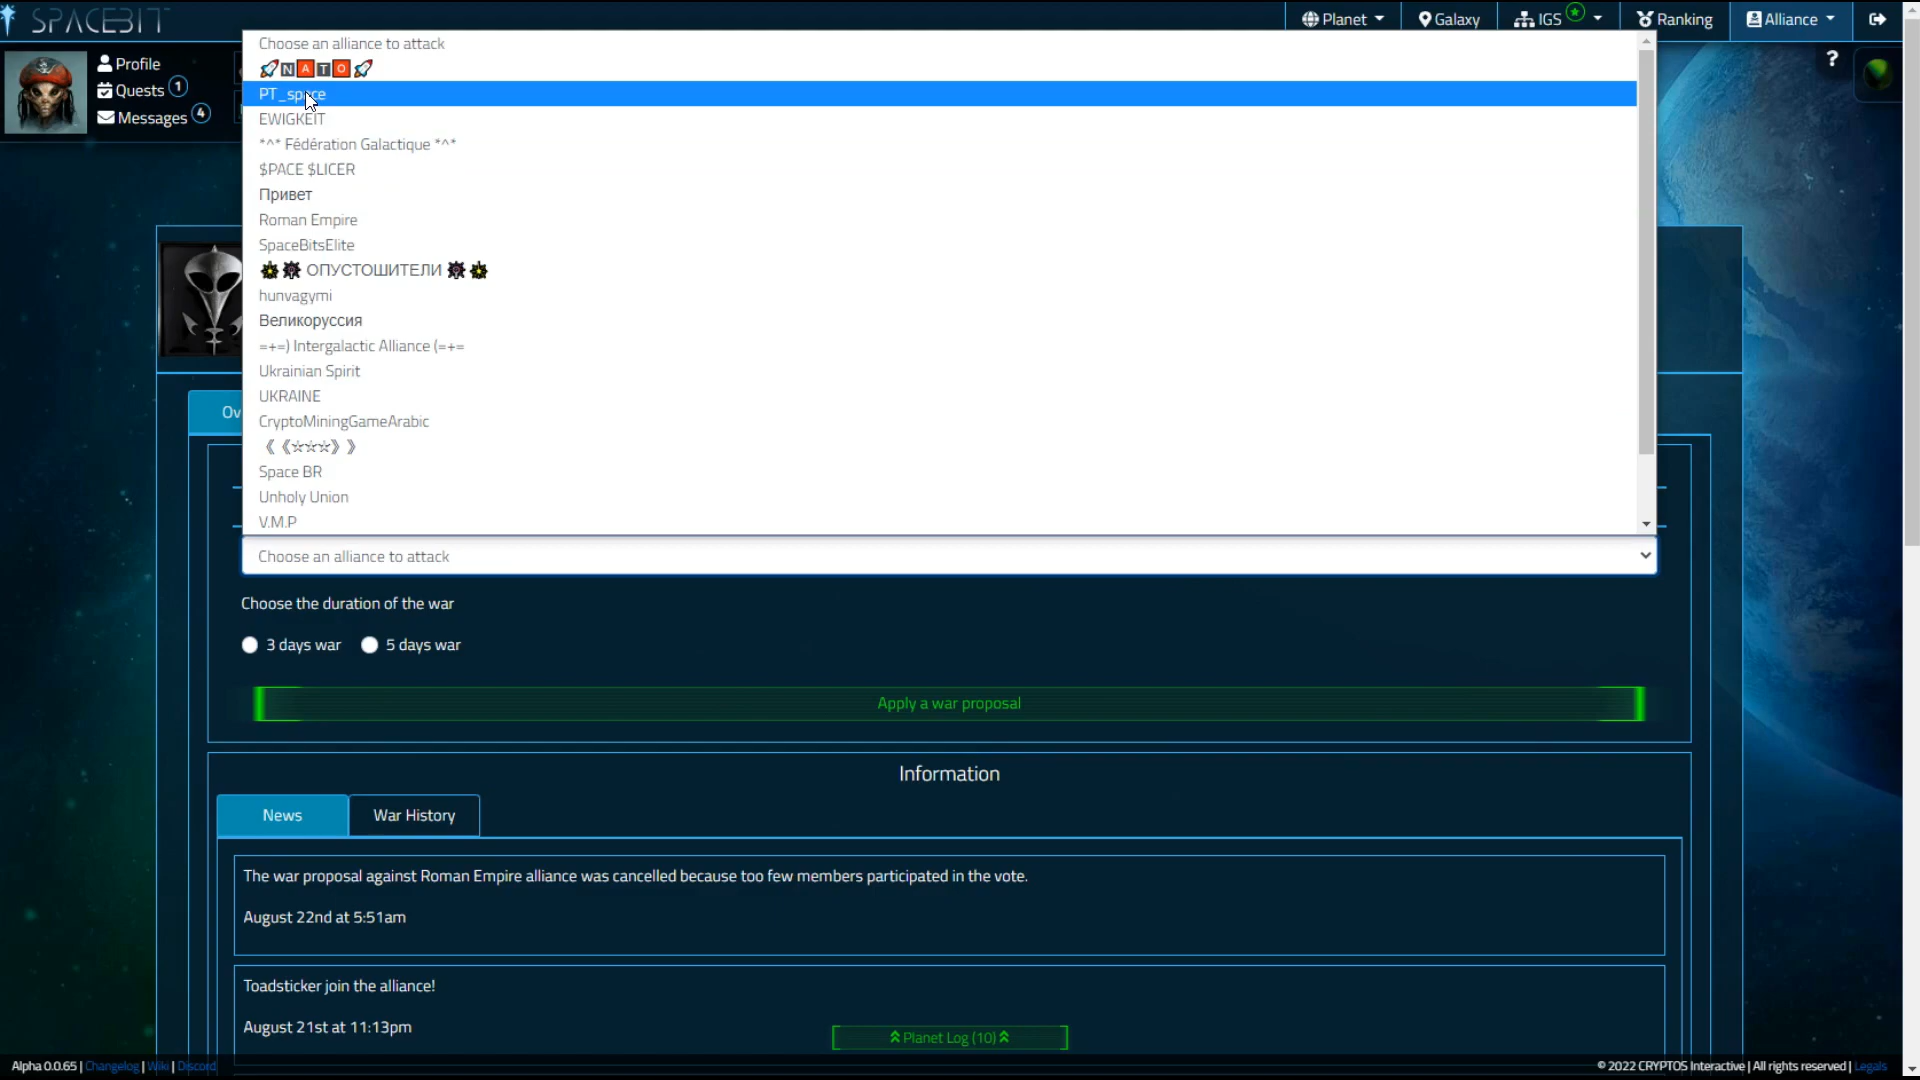 SPACEBIT
Planet
Galaxy
IGS
Ranking
Alliance
Profile
Quests 1
Messages 4
?
Choose an alliance to attack
🚀🅽🅰🆃🅾🚀
PT_space
EWIGKEIT
*^* Fédération Galactique *^*
$PACE $LICER
Привет
Roman Empire
SpaceBitsElite
ОПУСТОШИТЕЛИ
hunvagymi
Великоруссия
=+=) Intergalactic Alliance (=+=
Ukrainian Spirit
UKRAINE
CryptoMiningGameArabic
《《☆☆☆》》
Space BR
Unholy Union
V.M.P
Ov
Choose an alliance to attack
Choose the duration of the war
3 days war 5 days war
Apply a war proposal
Information
News War History
The war proposal against Roman Empire alliance was cancelled because too few members participated in the vote.
August 22nd at 5:51am
Toadsticker join the alliance!
August 21st at 11:13pm
Planet Log (10)
Alpha 0.0.65 | Changelog | Wiki | Discord
© 2022 CRYPTOS Interactive | All rights reserved | Legals